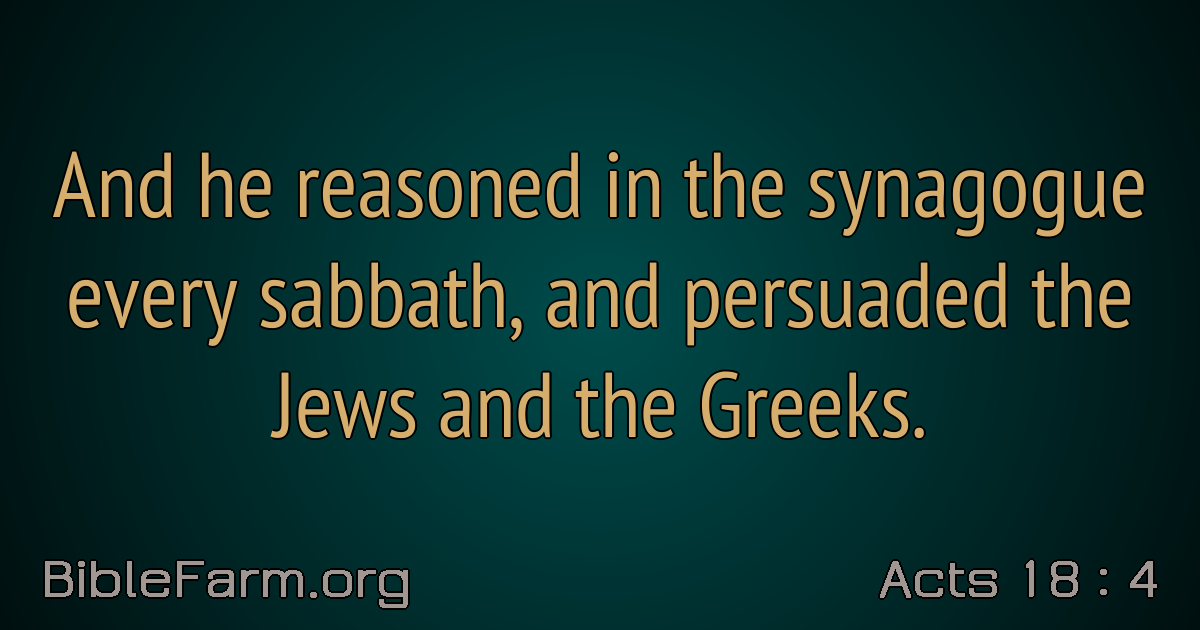 And he reasoned in the synagogue
every sabbath, and persuaded the
Jews and the Greeks.
BibleFarm.org
Acts 18 : 4